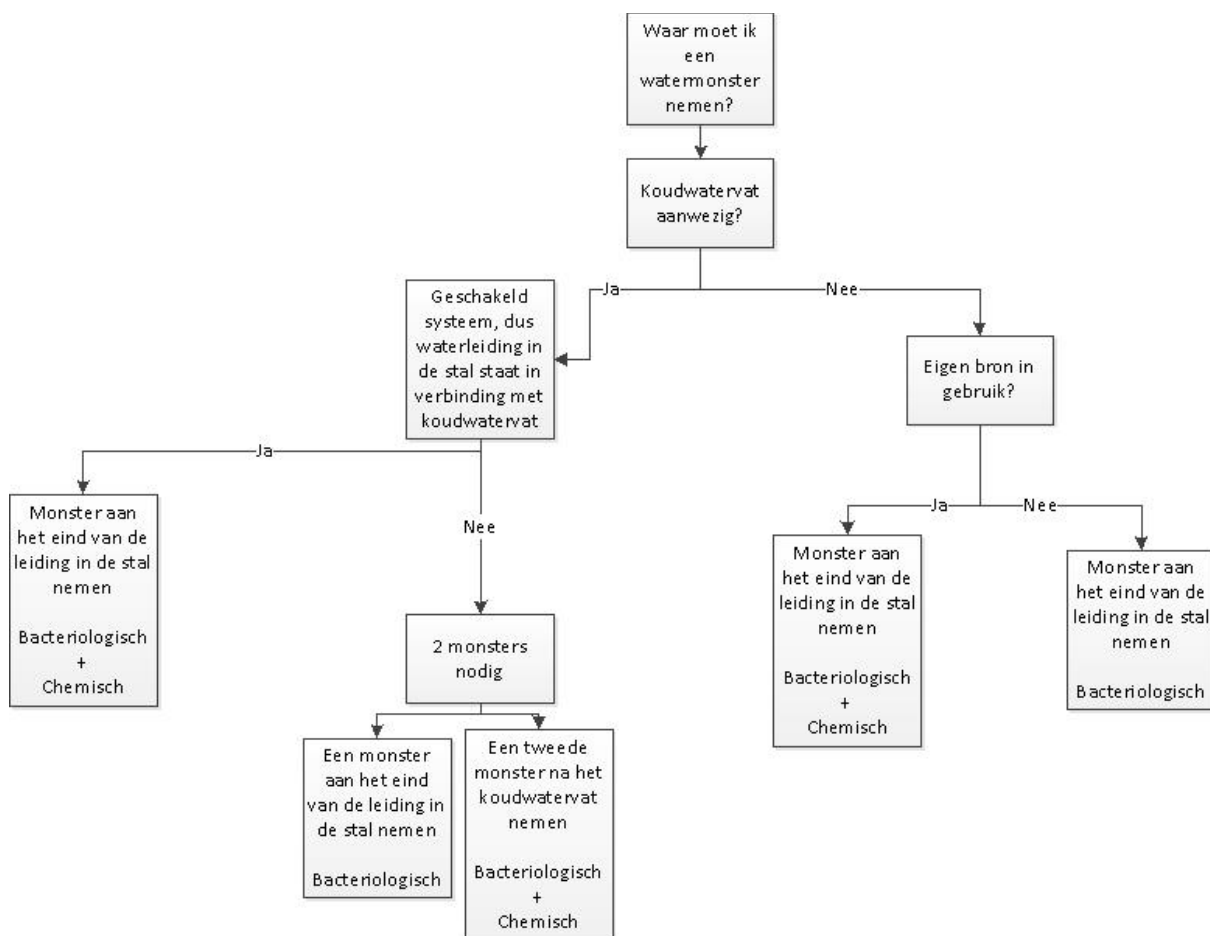 Waar moet ik
een
watermonster
nemen?
Koudwatervat
aanwezig?
Ja
Nee
Geschakeld
systeem, dus
waterleiding in
de stal staat in
verbinding met
koudwatervat
Eigen bron in
gebruik?
Ja
Nee
Ja
Nee
Monster aan
het eind van de
leiding in de stal
nemen
Bacteriologisch
+
Chemisch
2 monsters
nodig
Een monster
aan het eind
van de leiding in
de stal nemen
Bacteriologisch
Een tweede
monster na het
koudwatervat
nemen
Bacteriologisch
+
Chemisch
Monster aan
het eind van de
leiding in de stal
nemen
Bacteriologisch
+
Chemisch
Monster aan
het eind van de
leiding in de stal
nemen
Bacteriologisch